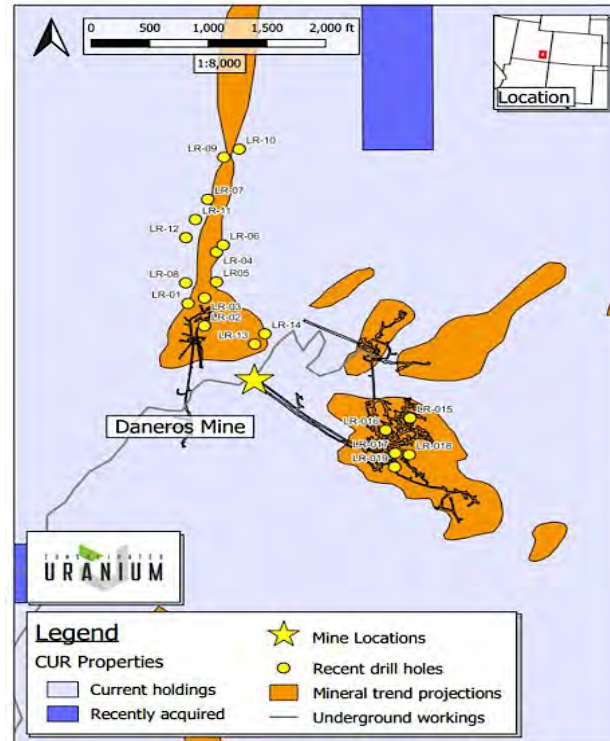 0 500 1,000 2,000 ft
1:8,000
Location
LR-10
LR-09
LR-07
LR-11
LR-12
LR-06
LR-04
LR-08
LR05
LR-01
LR-03
LR-02
LR-14
LR-13
Daneros Mine
LR-015
LR-016
LR-017
LR-018
LR-019
CONSOLIDATED
URANIUM
Legend
CUR Properties
Current holdings
Recently acquired
Mine Locations
Recent drill holes
Mineral trend projections
Underground workings